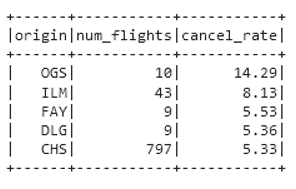 +------+-----------+-----------+
|origin|num_flights|cancel_rate|
+------+-----------+-----------+
|   OGS|         10|      14.29|
|   ILM|         43|       8.13|
|   FAY|          9|       5.53|
|   DLG|          9|       5.36|
|   CHS|        797|       5.33|
+------+-----------+-----------+